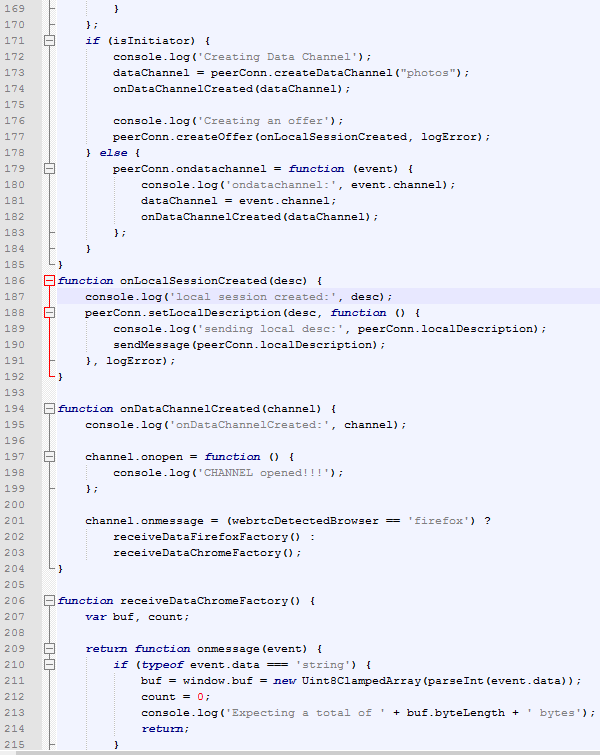 169 }
170 };
171 if (isInitiator) {
172 console.log('Creating Data Channel');
173 dataChannel = peerConn.createDataChannel("photos");
174 onDataChannelCreated(dataChannel);
175
176 console.log('Creating an offer');
177 peerConn.createOffer(onLocalSessionCreated, logError);
178 } else {
179 peerConn.ondatachannel = function (event) {
180 console.log('ondatachannel:', event.channel);
181 dataChannel = event.channel;
182 onDataChannelCreated(dataChannel);
183 };
184 }
185 }
186 function onLocalSessionCreated(desc) {
187 console.log('local session created:', desc);
188 peerConn.setLocalDescription(desc, function () {
189 console.log('sending local desc:', peerConn.localDescription);
190 sendMessage(peerConn.localDescription);
191 }, logError);
192 }
193
194 function onDataChannelCreated(channel) {
195 console.log('onDataChannelCreated:', channel);
196
197 channel.onopen = function () {
198 console.log('CHANNEL opened!!!');
199 };
200
201 channel.onmessage = (webrtcDetectedBrowser == 'firefox') ?
202 receiveDataFirefoxFactory() :
203 receiveDataChromeFactory();
204 }
205
206 function receiveDataChromeFactory() {
207 var buf, count;
208
209 return function onmessage(event) {
210 if (typeof event.data === 'string') {
211 buf = window.buf = new Uint8ClampedArray(parseInt(event.data));
212 count = 0;
213 console.log('Expecting a total of ' + buf.byteLength + ' bytes');
214 return;
215 }